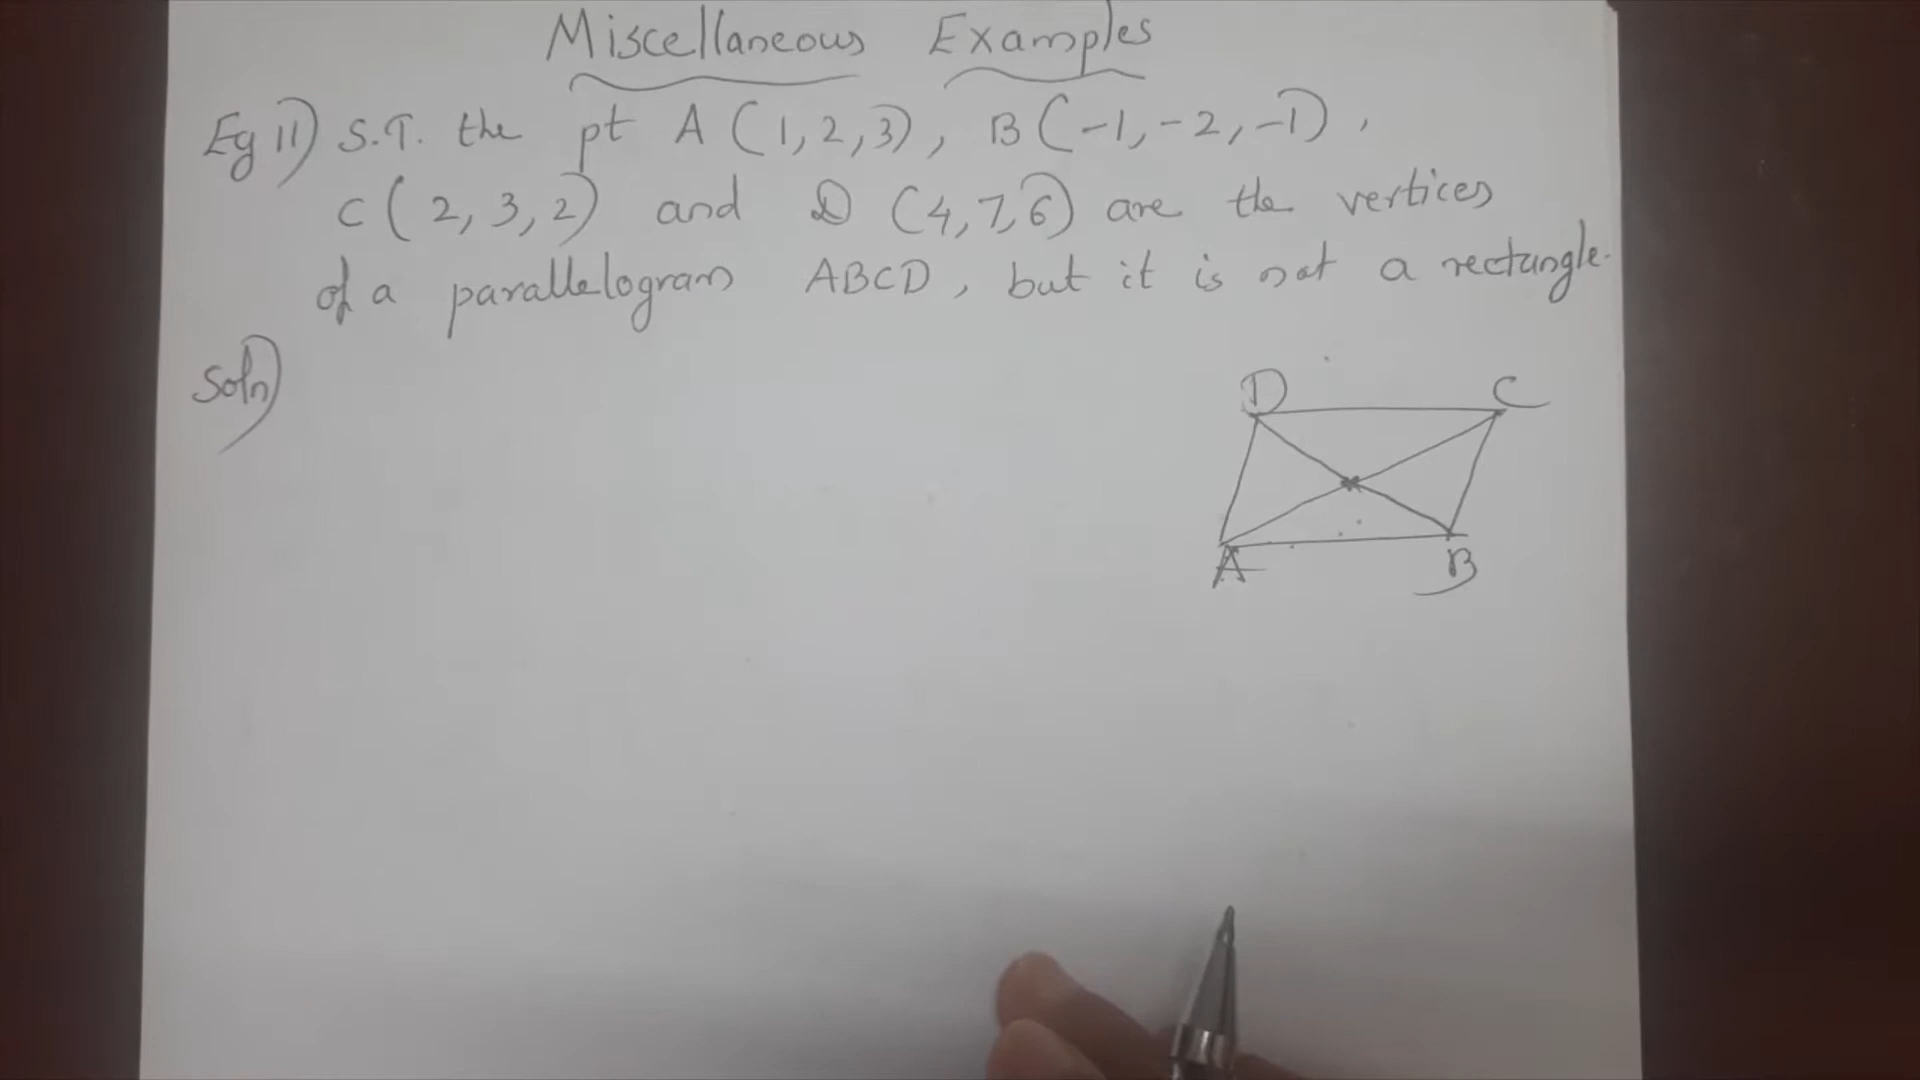 Miscellaneous Examples
Eg 11) S.T. the pt A (1,2,3), B (-1,-2,-1),
C (2,3,2) and D (4,7,6) are the vertices
of a parallelogram ABCD, but it is not a rectangle.
Soln)
D C
A B